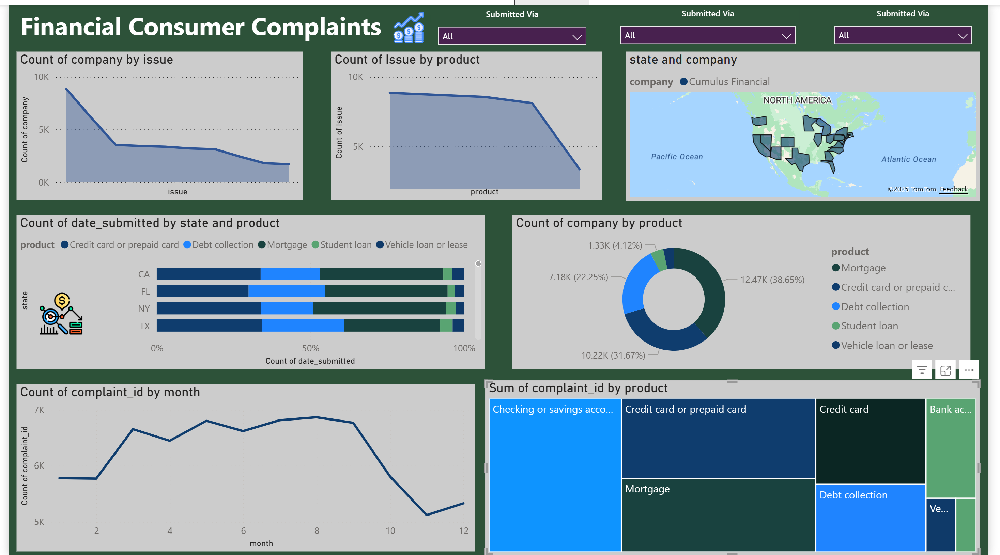 Financial Consumer Complaints
Submitted Via
All
Submitted Via
All
Submitted Via
All
Count of company by issue
Count of company
10K
5K
0K
issue
Count of Issue by product
Count of Issue
10K
5K
product
state and company
company Cumulus Financial
NORTH AMERICA
Pacific Ocean
Atlantic Ocean
©2025 TomTom Feedback
Count of date_submitted by state and product
product Credit card or prepaid card Debt collection Mortgage Student loan Vehicle loan or lease
state
CA
FL
NY
TX
0% 50% 100%
Count of date_submitted
Count of company by product
1.33K (4.12%)
7.18K (22.25%)
12.47K (38.65%)
10.22K (31.67%)
product
Mortgage
Credit card or prepaid c...
Debt collection
Student loan
Vehicle loan or lease
Count of complaint_id by month
Count of complaint_id
7K
6K
5K
2 4 6 8 10 12
month
Sum of complaint_id by product
Checking or savings acco...
Credit card or prepaid card
Mortgage
Credit card
Debt collection
Bank ac...
Ve...